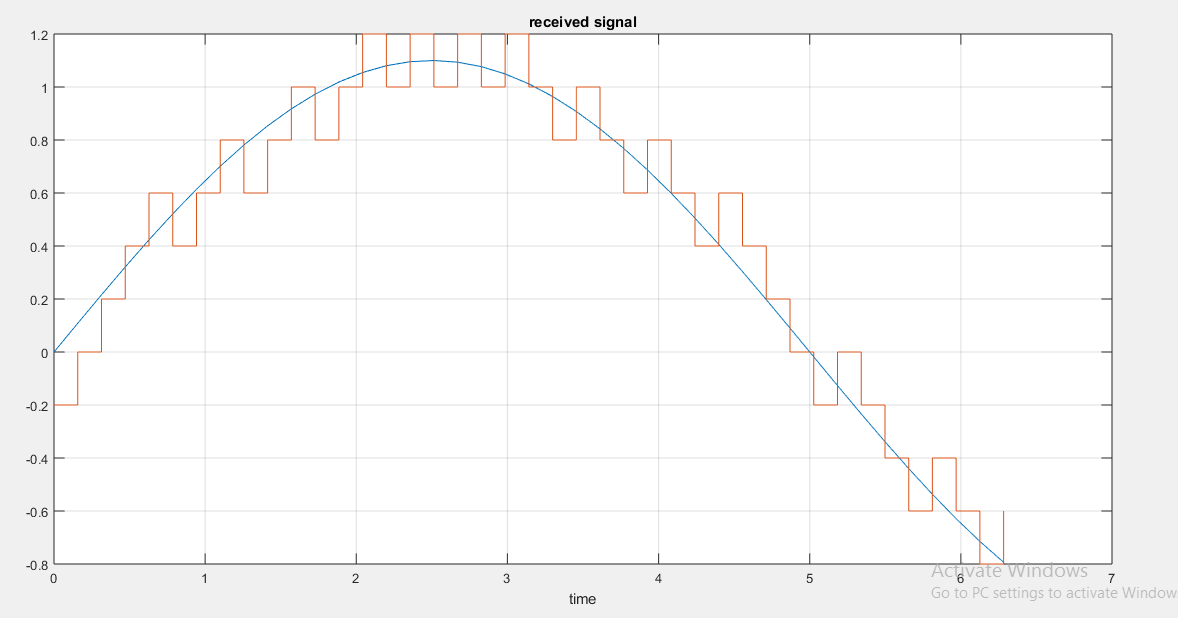 received signal
1.2
1
0.8
0.6
0.4
0.2
0
-0.2
-0.4
-0.6
-0.8
0 1 2 3 4 5 6 7
time
Activate Windows
Go to PC settings to activate Window